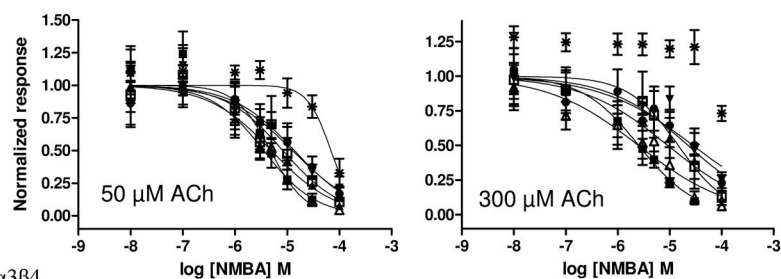 Normalized response
1.50
1.25
1.00
0.75
0.50
0.25
0.00
50 μM ACh
-9 -8 -7 -6 -5 -4 -3
log [NMBA] M
1.25
1.00
0.75
0.50
0.25
0.00
300 μM ACh
-9 -8 -7 -6 -5 -4 -3
log [NMBA] M
α3β4